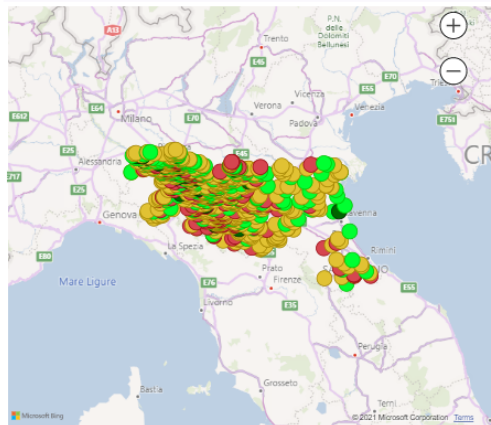 P.N.
delle
Dolomiti
Bellunesi
A13
Trento
E45
E70
E55
Vicenza
Verona
Venezia
E64
Milano
E70
Padova
E612
E751
E25
E45
CR
Alessandria
E717
E25
Genova
La Spezia
Rimini
E80
E76
Prato
Firenze
E55
Mare Ligure
Livorno
E35
Perugia
Bastia
Grosseto
Terni
Microsoft Bing
© 2021 Microsoft Corporation
Terms